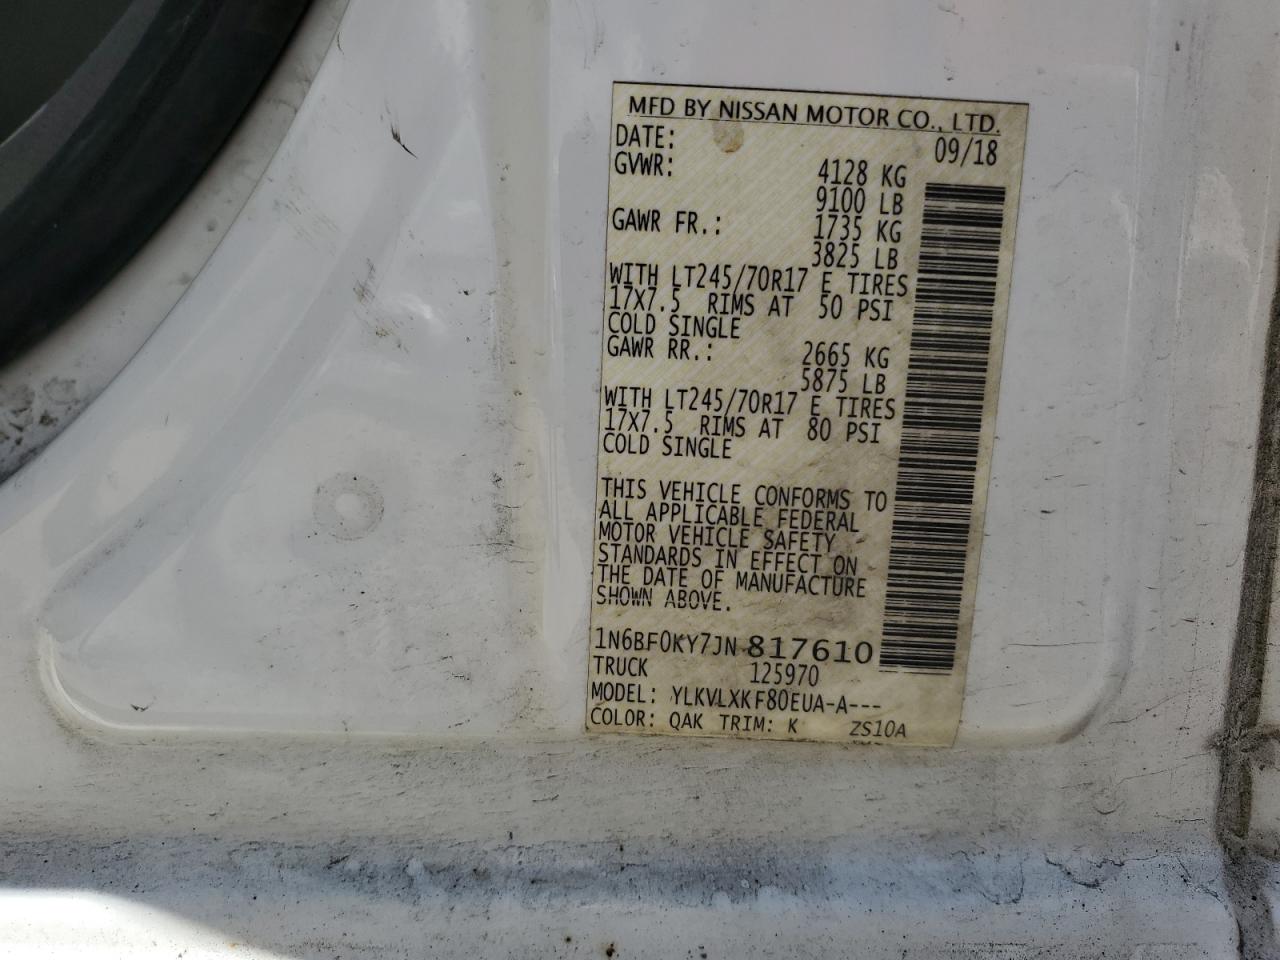 MFD BY NISSAN MOTOR CO., LTD.
DATE: 09/18
GVWR: 4128 KG
9100 LB
GAWR FR.: 1735 KG
3825 LB
WITH LT245/70R17 E TIRES
17X7.5 RIMS AT 50 PSI
COLD SINGLE
GAWR RR.: 2665 KG
5875 LB
WITH LT245/70R17 E TIRES
17X7.5 RIMS AT 80 PSI
COLD SINGLE
THIS VEHICLE CONFORMS TO
ALL APPLICABLE FEDERAL
MOTOR VEHICLE SAFETY
STANDARDS IN EFFECT ON
THE DATE OF MANUFACTURE
SHOWN ABOVE.
1N6BF0KY7JN817610
TRUCK 125970
MODEL: YLKVLXKF80EUA-A---
COLOR: QAK TRIM: K ZS10A